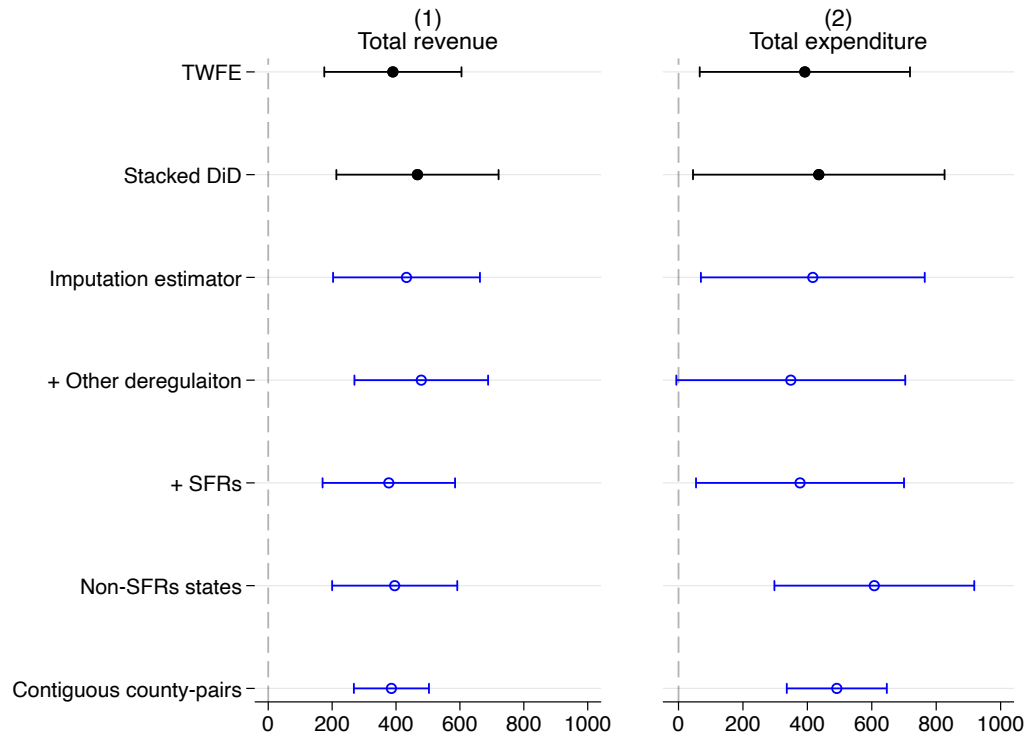 (1)
Total revenue
(2)
Total expenditure
TWFE
Stacked DiD
Imputation estimator
+ Other deregulaiton
+ SFRs
Non-SFRs states
Contiguous county-pairs
0 200 400 600 800 1000
0 200 400 600 800 1000